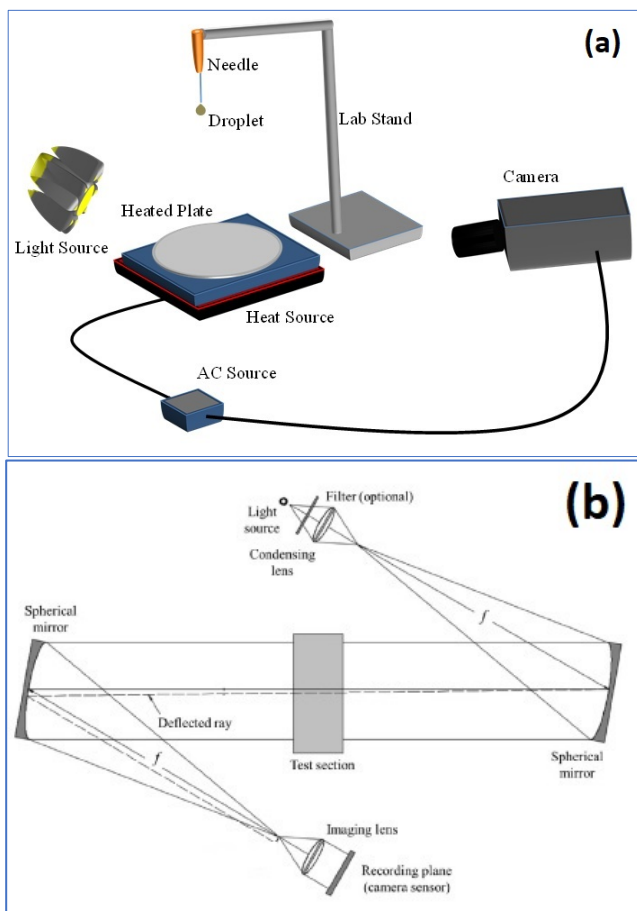 (a)
Needle
Droplet
Lab Stand
Camera
Light Source
Heated Plate
Heat Source
AC Source
(b)
Light
source
Filter (optional)
Condensing
lens
Spherical
mirror
f
Deflected ray
f
Test section
Spherical
mirror
Imaging lens
Recording plane
(camera sensor)